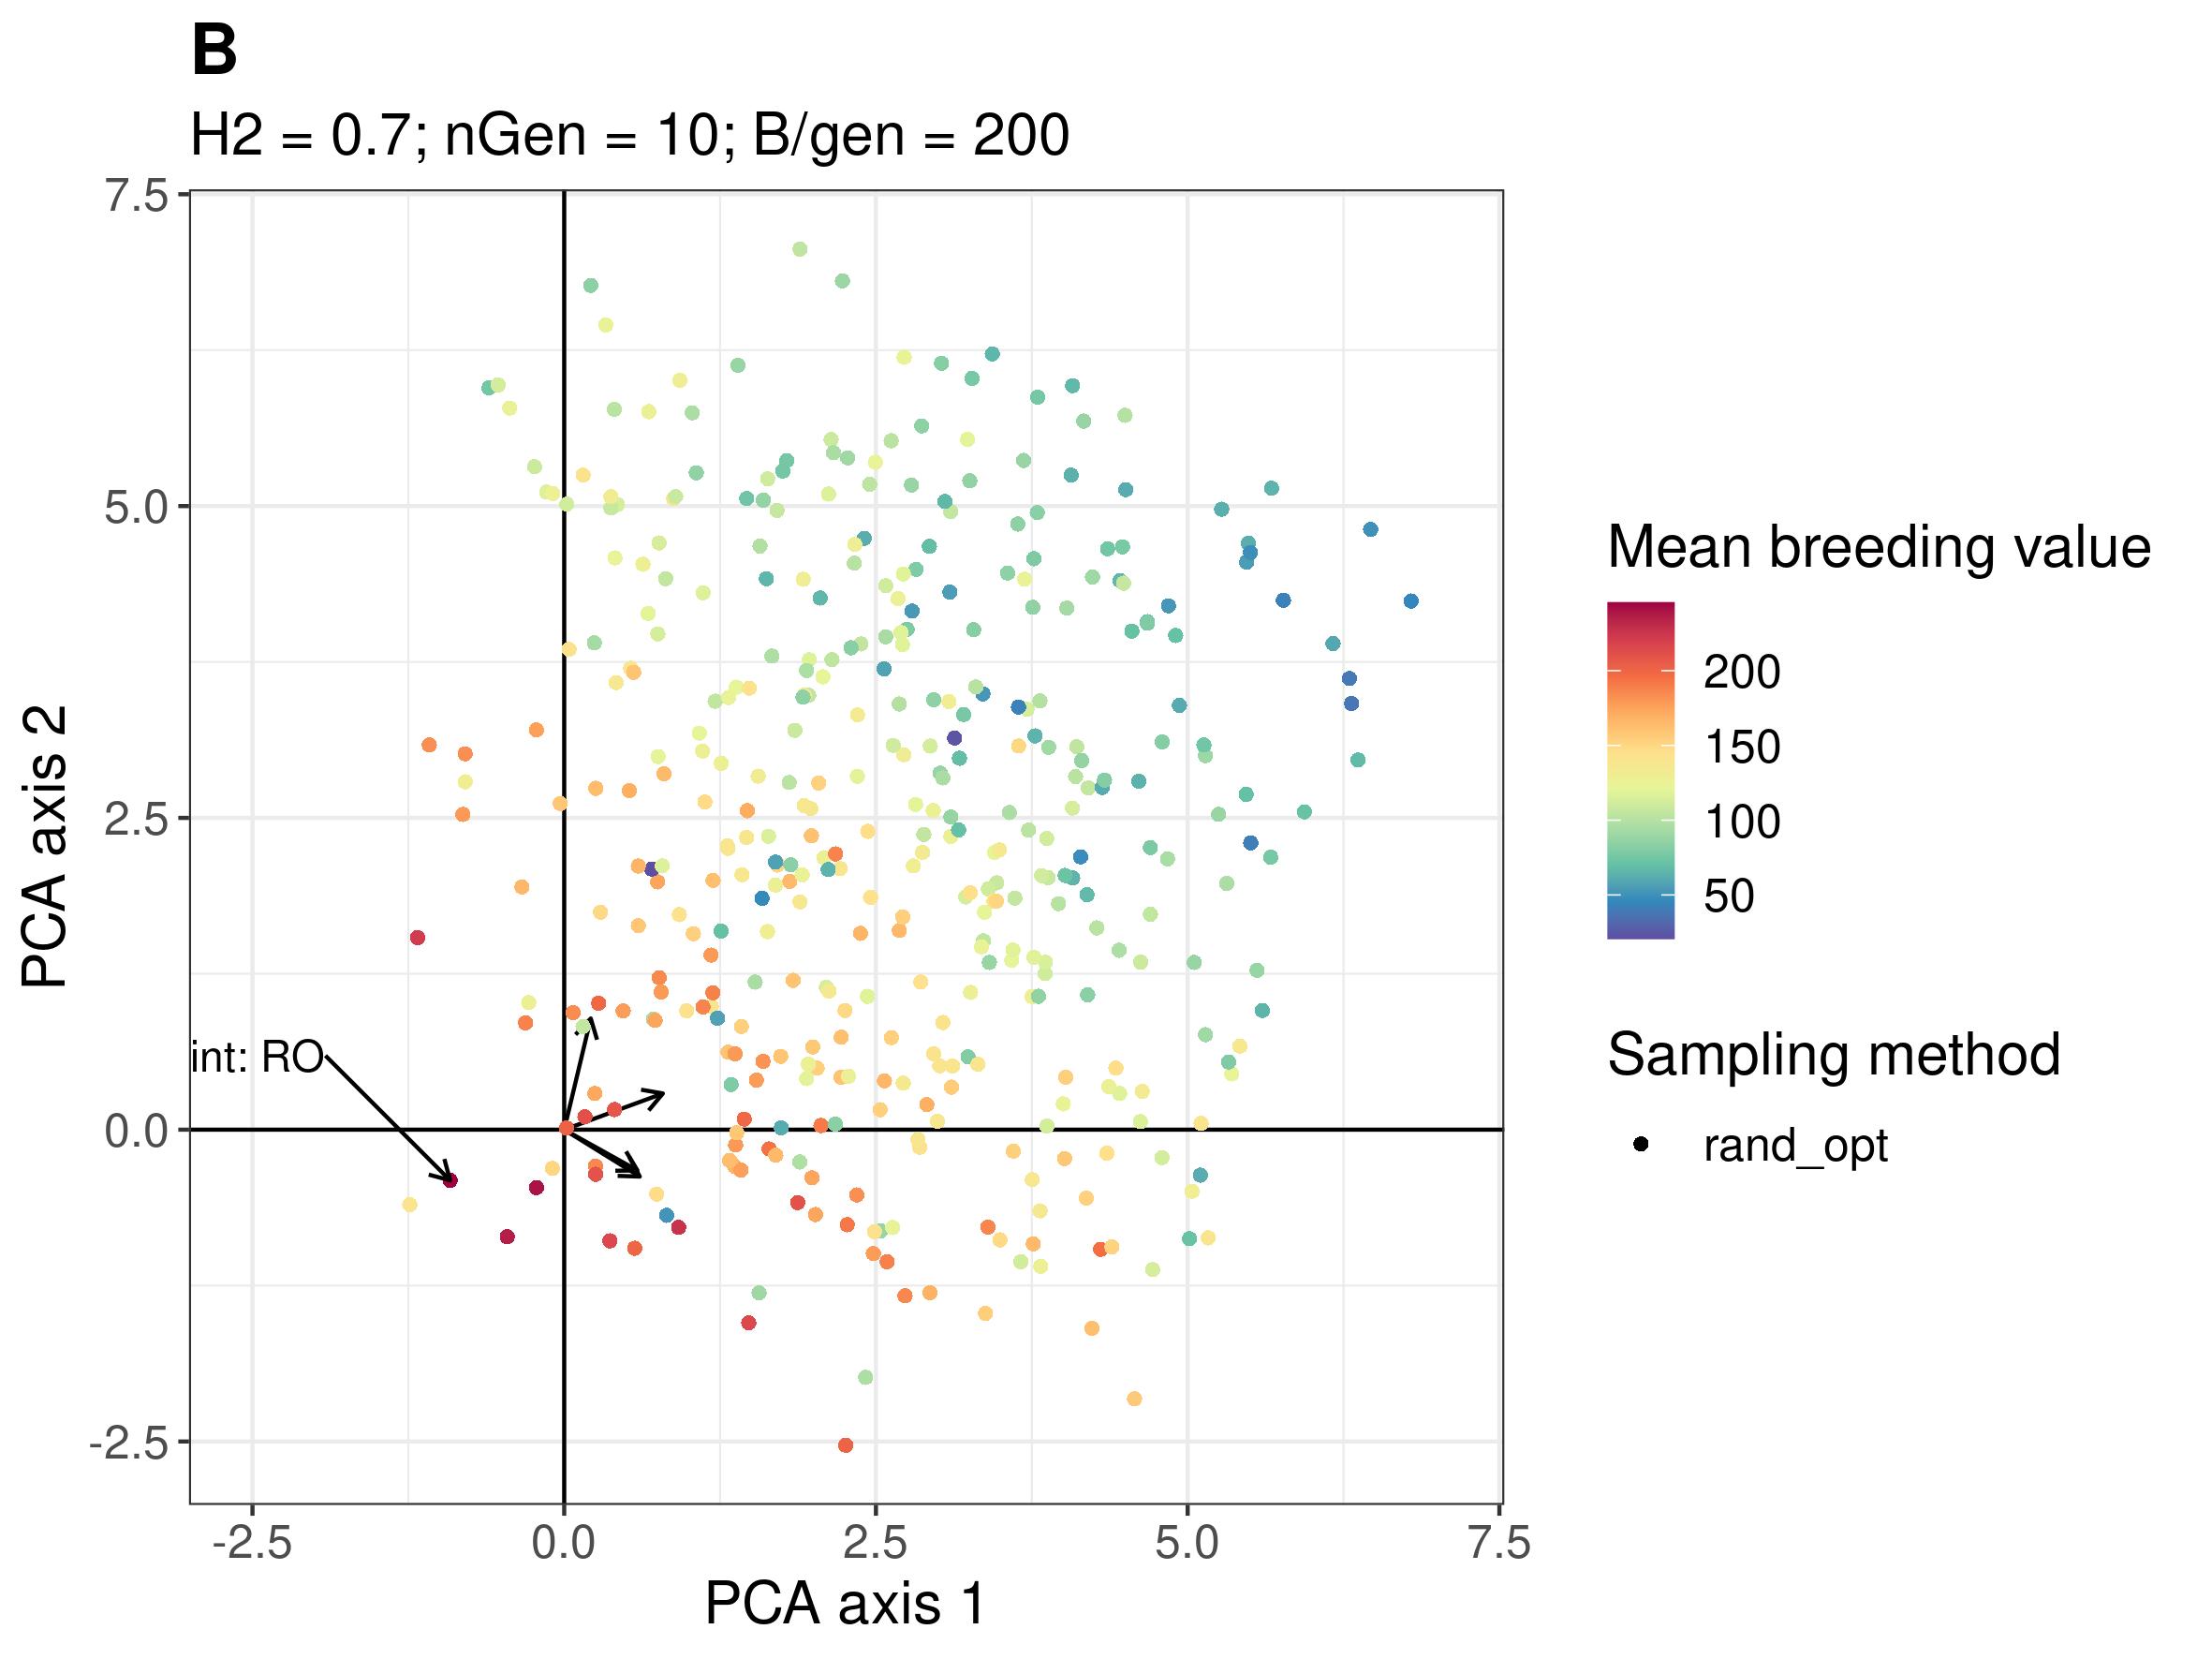 B
H2 = 0.7; nGen = 10; B/gen = 200
7.5
5.0
2.5
0.0
-2.5
PCA axis 2
int: RO
-2.5
0.0
2.5
5.0
7.5
PCA axis 1
Mean breeding value
200
150
100
50
Sampling method
rand_opt